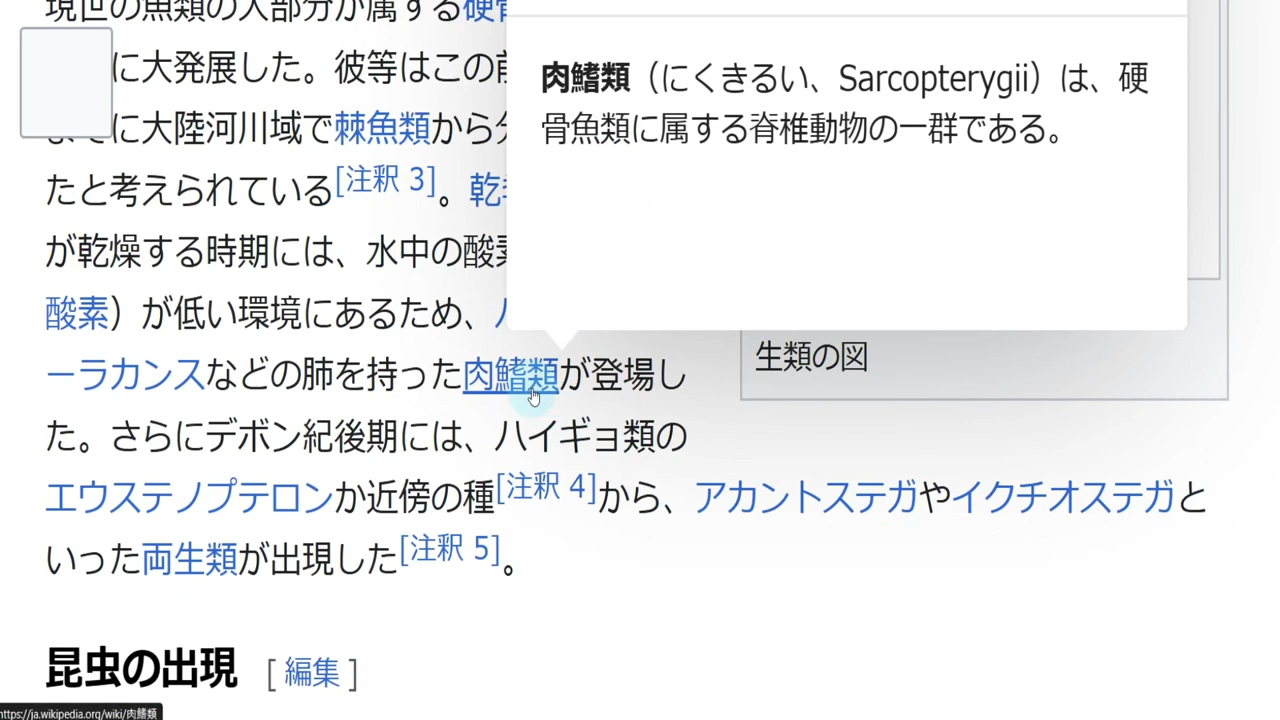 現世の魚類の大部分が属する硬骨
に大発展した。彼等はこの前
に大陸河川域で棘魚類から分
たと考えられている[注釈 3]。乾
が乾燥する時期には、水中の酸素
酸素）が低い環境にあるため、
ーラカンスなどの肺を持った肉鰭類が登場し
た。さらにデボン紀後期には、ハイギョ類の
エウステノプテロンか近傍の種[注釈 4]から、アカントステガやイクチオステガと
いった両生類が出現した[注釈 5]。
肉鰭類（にくきるい、Sarcopterygii）は、硬
骨魚類に属する脊椎動物の一群である。
生類の図
昆虫の出現 [ 編集 ]
https://ja.wikipedia.org/wiki/肉鰭類